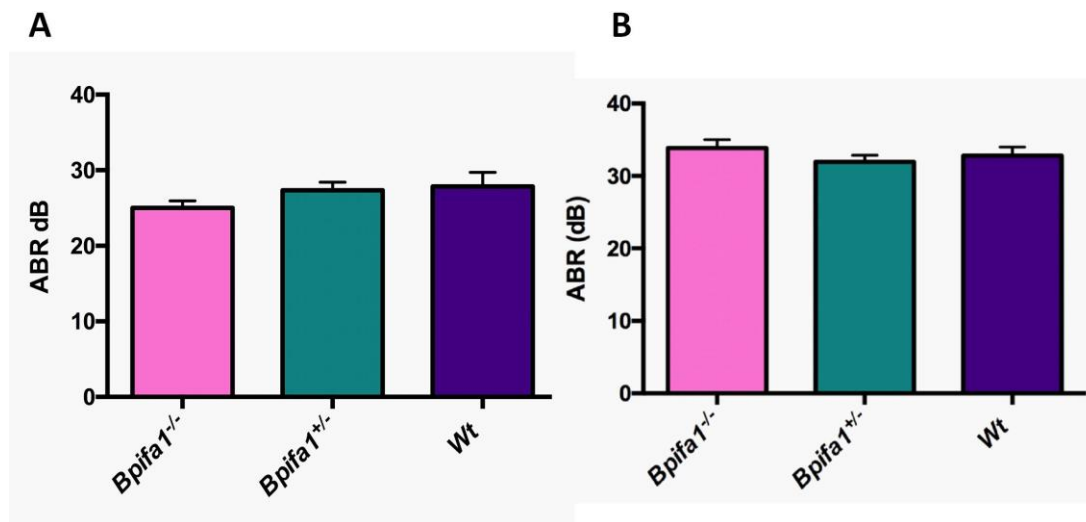 A
ABR dB
40
30
20
10
0
Bpifa1-/-
Bpifa1+/-
Wt
B
ABR (dB)
40
30
20
10
0
Bpifa1-/-
Bpifa1+/-
Wt